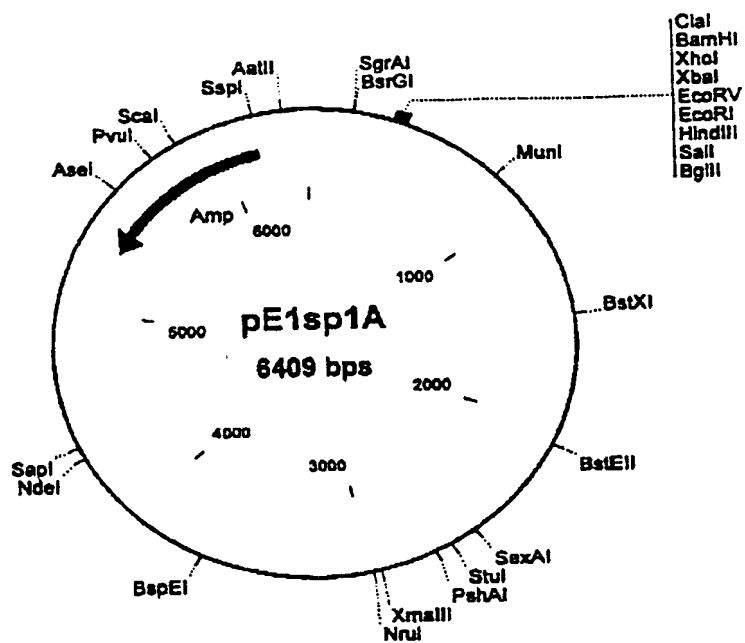 ClaI
BamHI
XhoI
XbaI
EcoRV
EcoRI
HindIII
SalI
BglII
SgrAI
BsrGI
AatII
SspI
ScaI
PvuI
AseI
MunI
Amp
6000
1000
BstXI
pE1sp1A
6409 bps
5000
2000
4000
3000
BstEII
SapI
NdeI
BspEI
SexAI
StuI
PshAI
XmaIII
NruI